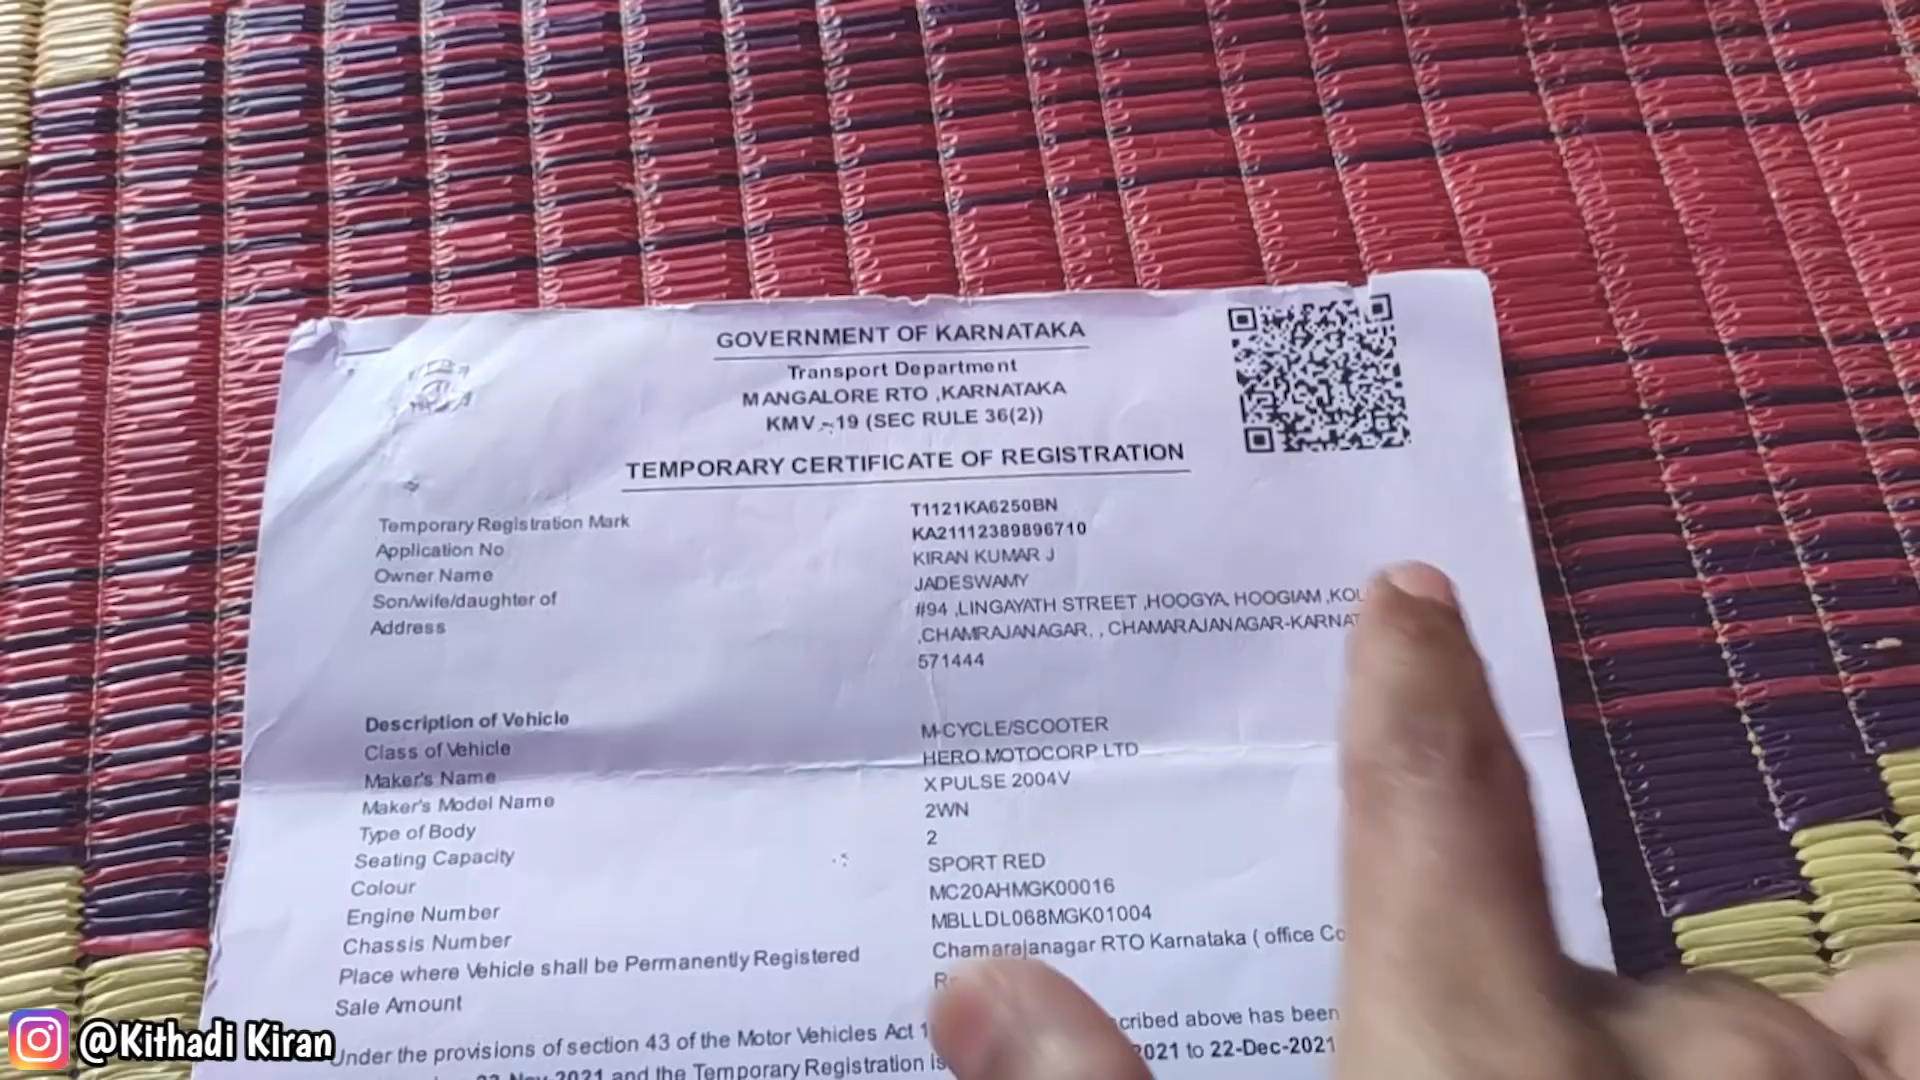 GOVERNMENT OF KARNATAKA
Transport Department
MANGALORE RTO ,KARNATAKA
KMV - 19 (SEC RULE 36(2))
TEMPORARY CERTIFICATE OF REGISTRATION
Temporary Registration Mark T1121KA6250BN
Application No KA21112389896710
Owner Name KIRAN KUMAR J
Son/wife/daughter of JADESWAMY
Address #94 ,LINGAYATH STREET ,HOOGYA, HOOGIAM
,CHAMRAJANAGAR, , CHAMARAJANAGAR-
571444
Description of Vehicle
Class of Vehicle M-CYCLE/SCOOTER
Maker's Name HERO MOTOCORP LTD
Maker's Model Name XPULSE 2004V
Type of Body 2WN
Seating Capacity 2
Colour SPORT RED
Engine Number MC20AHMGK00016
Chassis Number MBLLDL068MGK01004
Place where Vehicle shall be Permanently Registered Chamarajanagar RTO Karnataka ( office
Sale Amount
Under the provisions of section 43 of the Motor Vehicles Act above has been
2021 and the Temporary Registration 2021 to 22-Dec-2021
@Kithadi Kiran